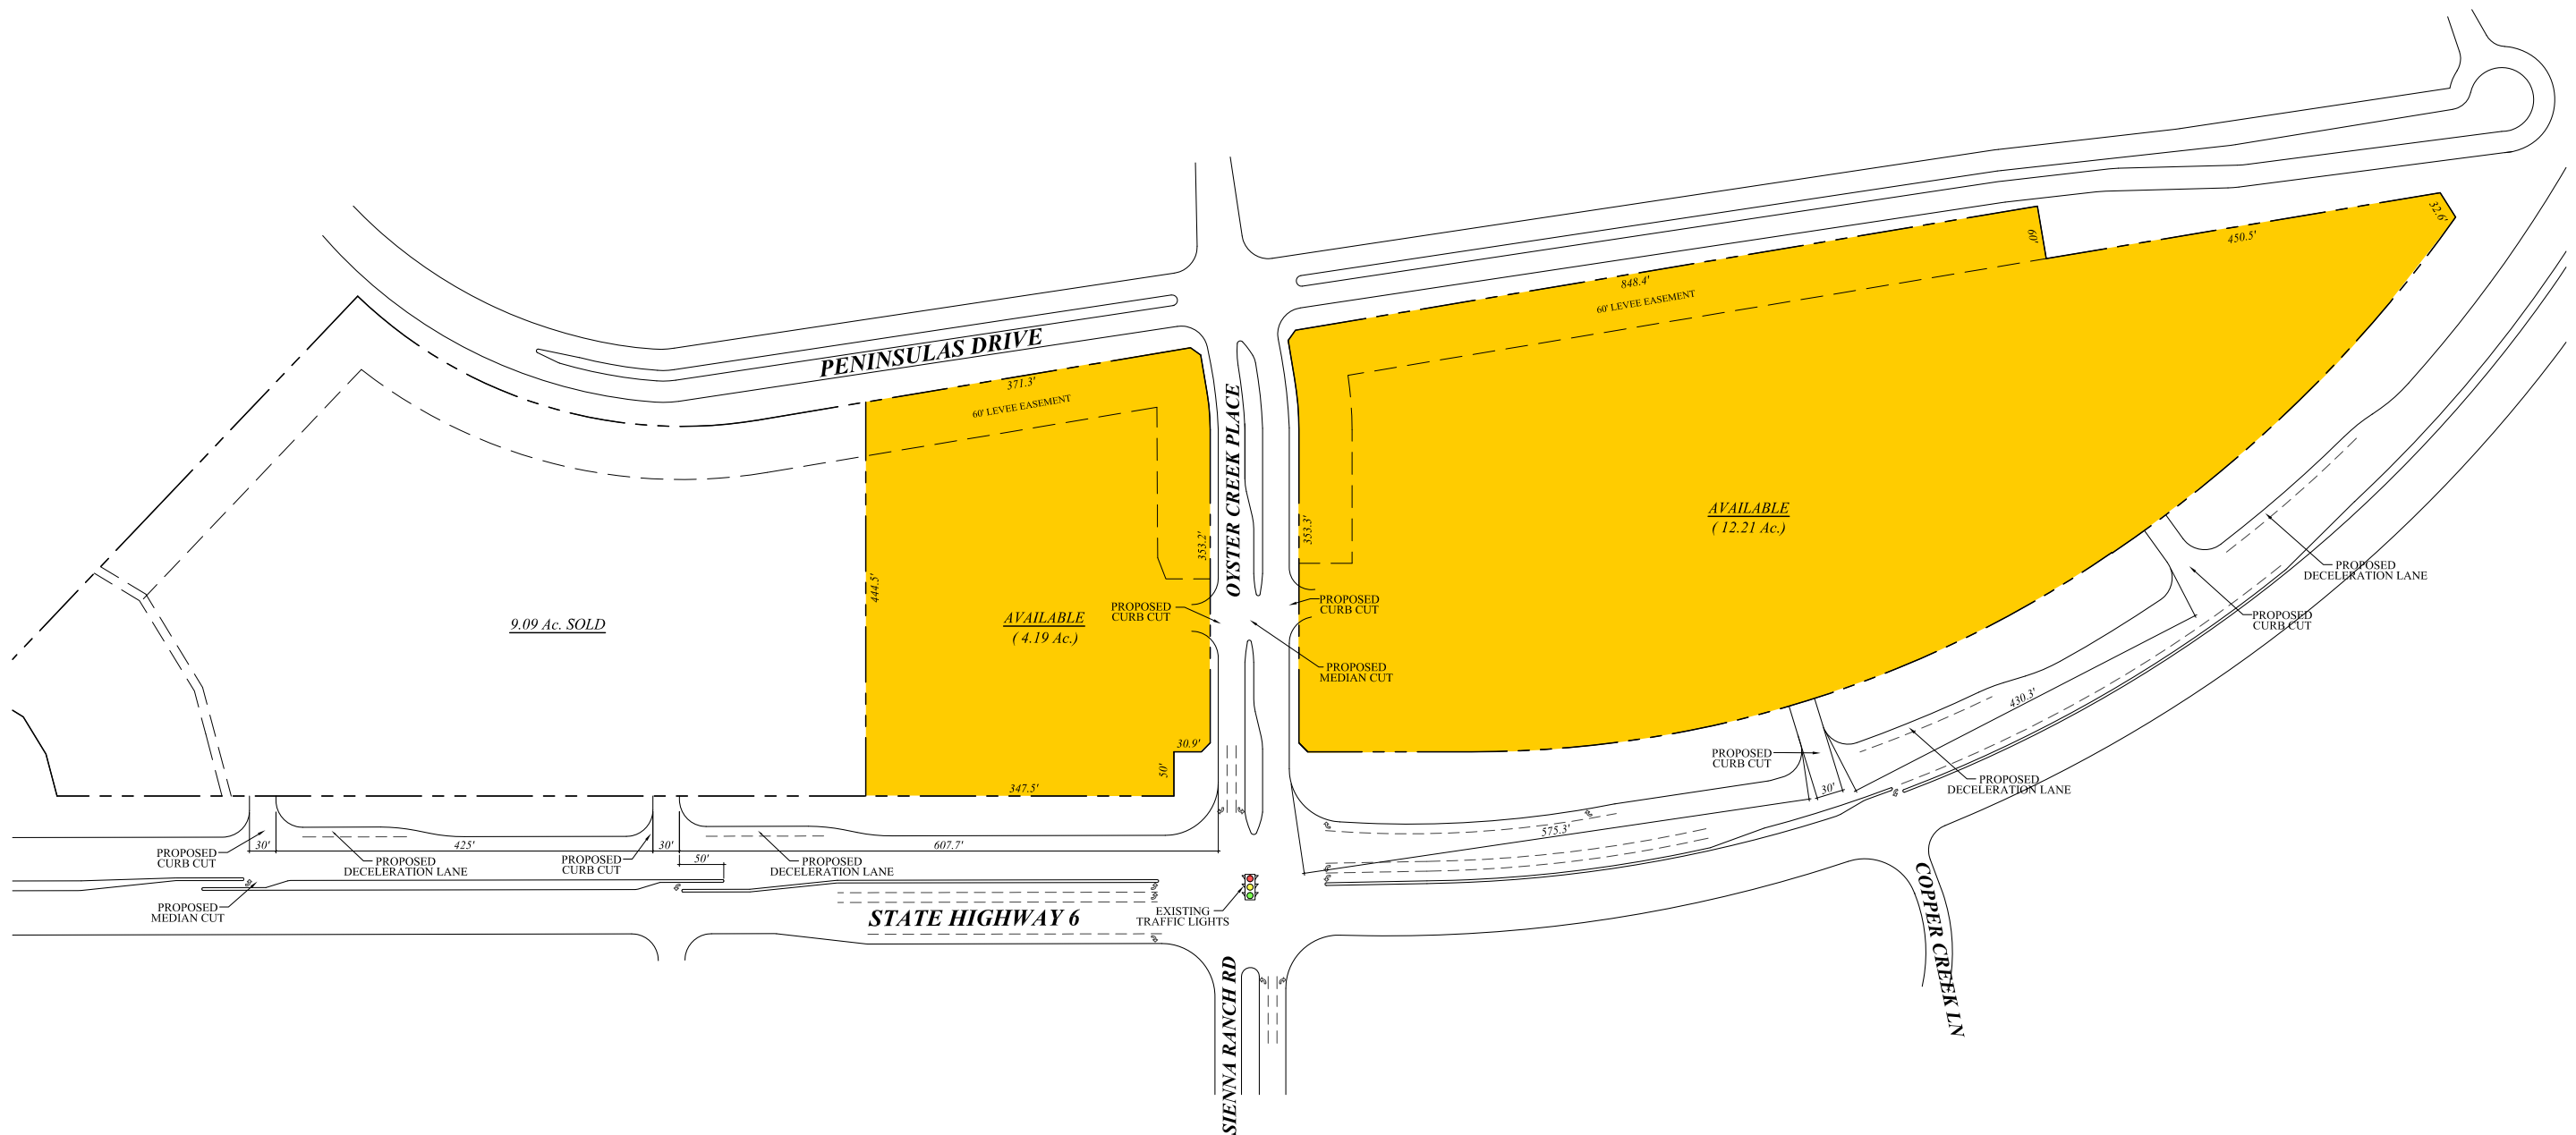 32.6'
60'
450.5'
848.4'
60' LEVEE EASEMENT
PENINSULAS DRIVE
371.3'
60' LEVEE EASEMENT
OYSTER CREEK PLACE
353.2'
353.3'
444.5'
AVAILABLE
( 12.21 Ac.)
9.09 Ac. SOLD
AVAILABLE
( 4.19 Ac.)
PROPOSED
CURB CUT
PROPOSED
CURB CUT
PROPOSED
MEDIAN CUT
PROPOSED
DECELERATION LANE
PROPOSED
CURB CUT
430.3'
30.9'
50'
347.5'
PROPOSED
CURB CUT
30'
PROPOSED
DECELERATION LANE
575.3'
PROPOSED
CURB CUT
30'
PROPOSED
DECELERATION LANE
425'
PROPOSED
CURB CUT
30'
50'
PROPOSED
DECELERATION LANE
607.7'
PROPOSED
MEDIAN CUT
STATE HIGHWAY 6
EXISTING
TRAFFIC LIGHTS
SIENNA RANCH RD
COPPER CREEK LN